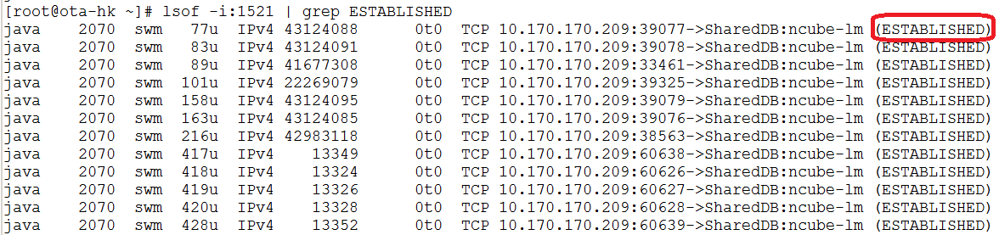 [root@ota-hk ~]# lsof -i:1521 | grep ESTABLISHED
java 2070 swm 77u IPv4 43124088 0t0 TCP 10.170.170.209:39077->SharedDB:ncube-lm (ESTABLISHED)
java 2070 swm 83u IPv4 43124091 0t0 TCP 10.170.170.209:39078->SharedDB:ncube-lm (ESTABLISHED)
java 2070 swm 89u IPv4 41677308 0t0 TCP 10.170.170.209:33461->SharedDB:ncube-lm (ESTABLISHED)
java 2070 swm 101u IPv4 22269079 0t0 TCP 10.170.170.209:39325->SharedDB:ncube-lm (ESTABLISHED)
java 2070 swm 158u IPv4 43124095 0t0 TCP 10.170.170.209:39079->SharedDB:ncube-lm (ESTABLISHED)
java 2070 swm 163u IPv4 43124085 0t0 TCP 10.170.170.209:39076->SharedDB:ncube-lm (ESTABLISHED)
java 2070 swm 216u IPv4 42983118 0t0 TCP 10.170.170.209:38563->SharedDB:ncube-lm (ESTABLISHED)
java 2070 swm 417u IPv4 13349 0t0 TCP 10.170.170.209:60638->SharedDB:ncube-lm (ESTABLISHED)
java 2070 swm 418u IPv4 13324 0t0 TCP 10.170.170.209:60626->SharedDB:ncube-lm (ESTABLISHED)
java 2070 swm 419u IPv4 13326 0t0 TCP 10.170.170.209:60627->SharedDB:ncube-lm (ESTABLISHED)
java 2070 swm 420u IPv4 13328 0t0 TCP 10.170.170.209:60628->SharedDB:ncube-lm (ESTABLISHED)
java 2070 swm 428u IPv4 13352 0t0 TCP 10.170.170.209:60639->SharedDB:ncube-lm (ESTABLISHED)